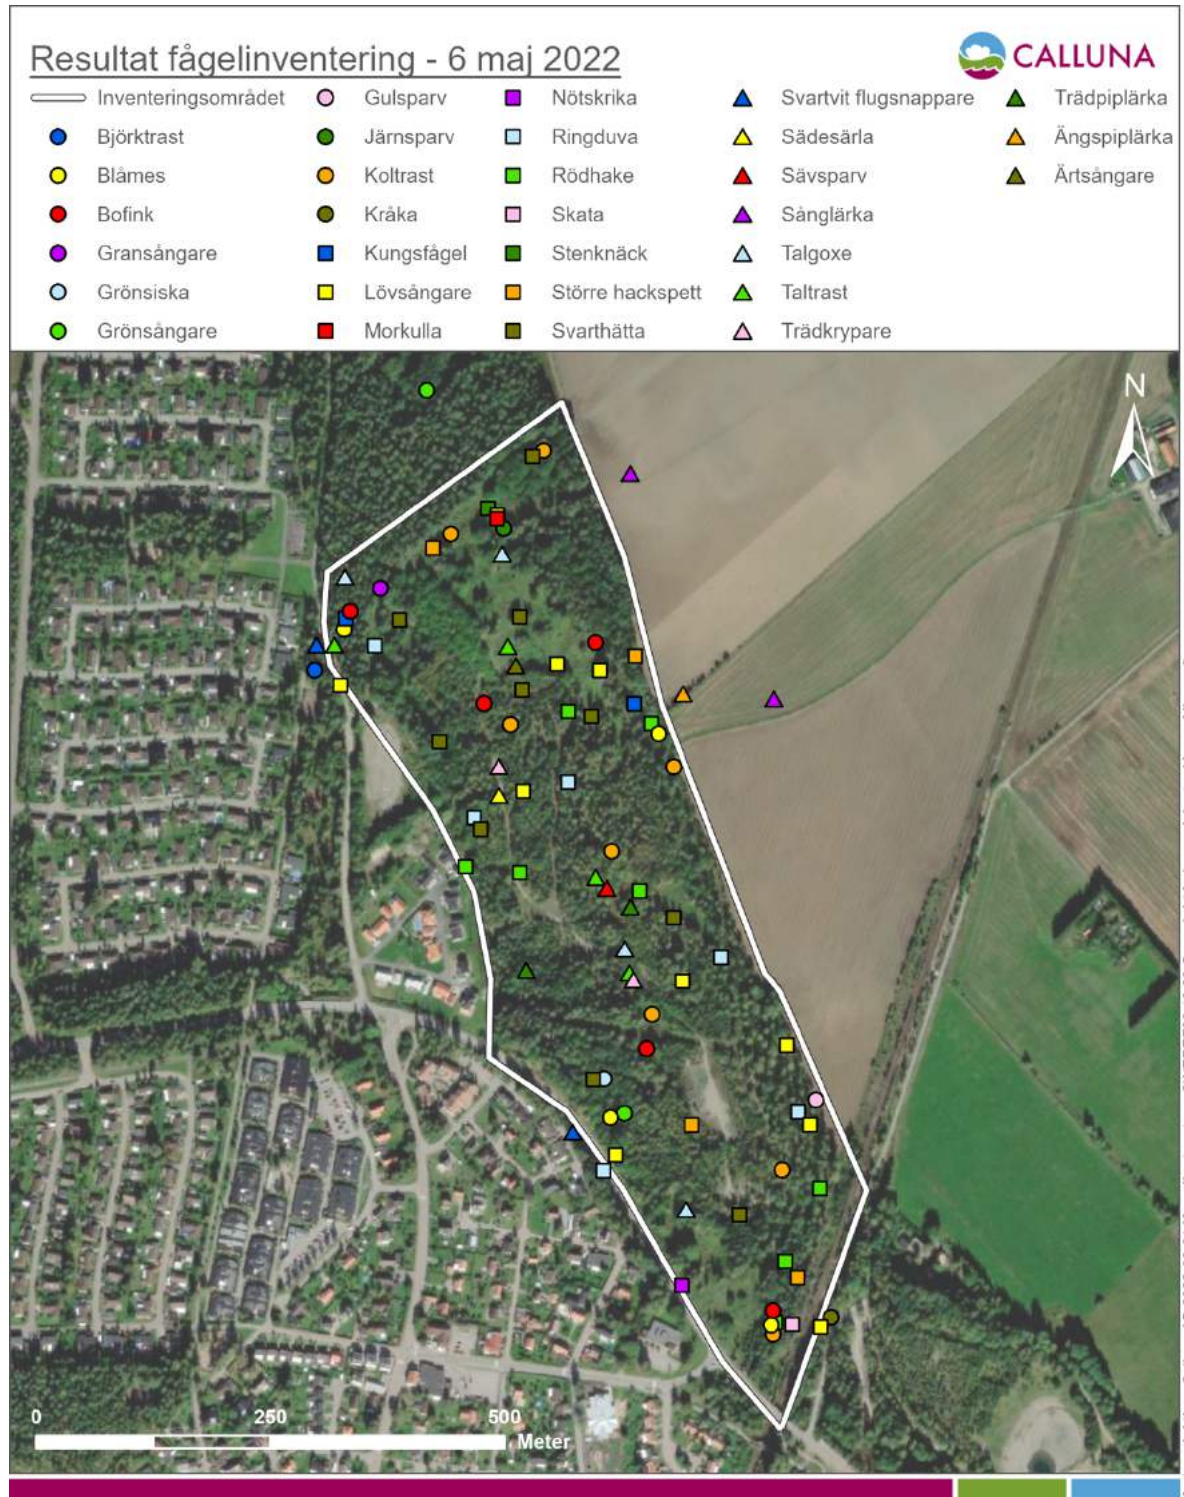 Resultat fågelinventering - 6 maj 2022
CALLUNA
Inventeringsområdet
Björktrast
Blåmes
Bofink
Gransångare
Grönsiska
Grönsångare
Gulsparv
Järnsparv
Koltrast
Kråka
Kungsfågel
Lövsångare
Morkulla
Nötskrika
Ringduva
Rödhake
Skata
Stenknäck
Större hackspett
Svarthätta
Svartvit flugsnappare
Sädesärla
Sävsparv
Sånglärka
Talgoxe
Taltrast
Trädkrypare
Trädpiplärka
Ängspiplärka
Ärtsångare
N
0 250 500
Meter